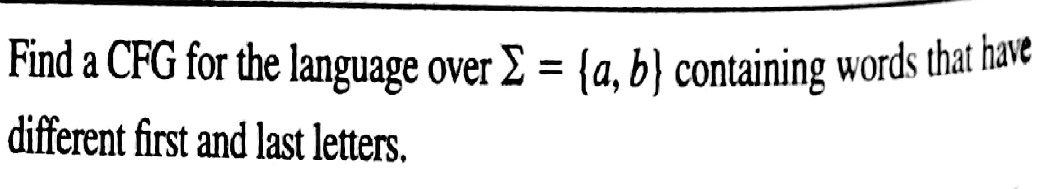 Find a CFG for the language over Σ = {a, b} containing words that have
different first and last letters.